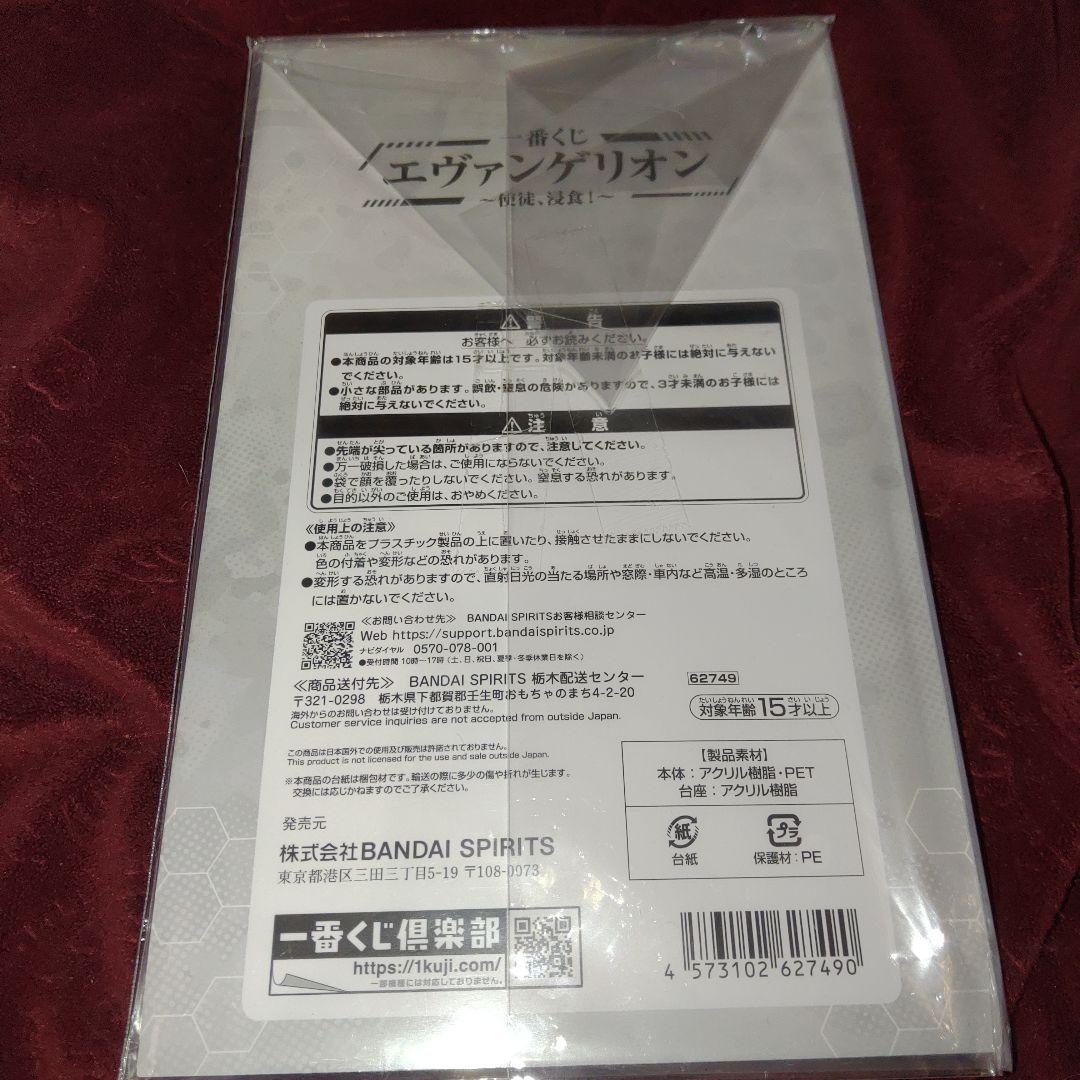 一番くじ
エヴァンゲリオン
～使徒、浸食！～
⚠警告
お客様へ 必ずお読みください。
●本商品の対象年齢は15才以上です。対象年齢未満のお子様には絶対に与えない
でください。
●小さな部品があります。誤飲・窒息の危険がありますので、3才未満のお子様には
絶対に与えないでください。
⚠注意
●先端が尖っている箇所がありますので、注意してください。
●万一破損した場合は、ご使用にならないでください。
●袋で顔を覆ったりしないでください。窒息する恐れがあります。
●目的以外のご使用は、おやめください。
≪使用上の注意≫
●本商品をプラスチック製品の上に置いたり、接触させたままにしないでください。
色の付着や変形などの恐れがあります。
●変形する恐れがありますので、直射日光の当たる場所や窓際・車内など高温・多湿のところ
には置かないでください。
≪お問い合わせ先≫ BANDAI SPIRITSお客様相談センター
Web https://support.bandaispirits.co.jp
ナビダイヤル 0570-078-001
●受付時間 10時～17時（土、日、祝日、夏季・冬季休業日を除く）
≪商品送付先≫ BANDAI SPIRITS 栃木配送センター
〒321-0298 栃木県下都賀郡壬生町おもちゃのまち4-2-20
海外からのお問い合わせは受け付けておりません。
Customer service inquiries are not accepted from outside Japan.
62749
対象年齢15才以上
この商品は日本国外での使用及び販売は許諾されておりません。
This product is not licensed for the use and sale outside Japan.
※本商品の台紙は梱包材です。輸送の際に多少の傷や折れが生じます。
交換には応じかねますのでご了承ください。
【製品素材】
本体：アクリル樹脂・PET
台座：アクリル樹脂
紙
台紙
プラ
保護材：PE
発売元
株式会社BANDAI SPIRITS
東京都港区三田三丁目5-19 〒108-0073
一番くじ倶楽部
https://1kuji.com/
一部機種には対応しておりません。
4 573102 627490